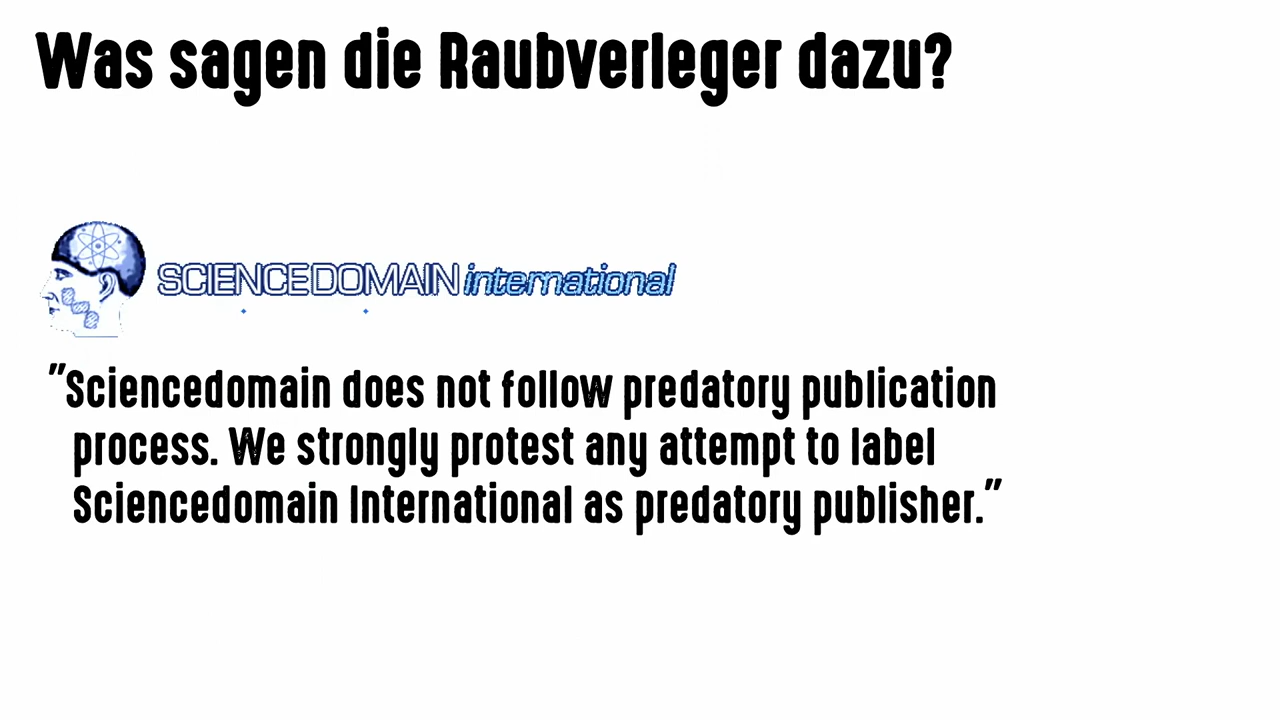 Was sagen die Raubverleger dazu?
SCIENCEDOMAIN international
"Sciencedomain does not follow predatory publication
process. We strongly protest any attempt to label
Sciencedomain International as predatory publisher."